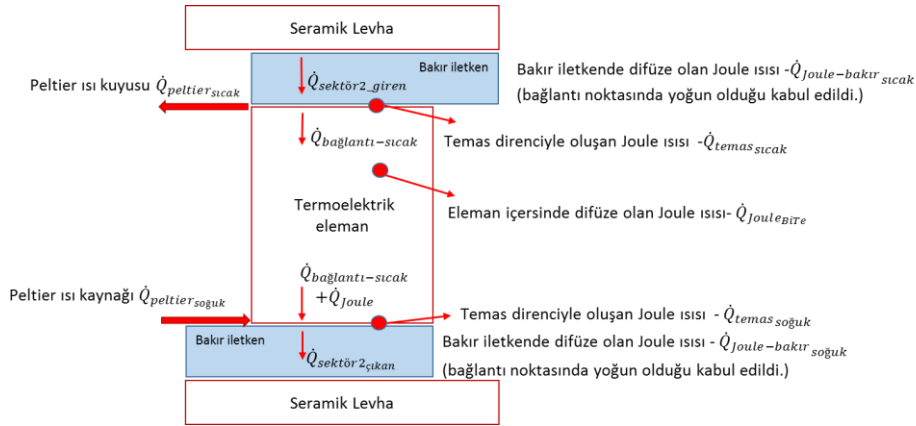 Seramik Levha
Bakır iletken
Q̇sektör2_giren
Bakır iletkende difüze olan Joule ısısı -Q̇Joule−bakırsıcak
(bağlantı noktasında yoğun olduğu kabul edildi.)
Peltier ısı kuyusu Q̇peltiersıcak
Q̇bağlantı−sıcak
Temas direnciyle oluşan Joule ısısı -Q̇temassıcak
Termoelektrik
eleman
Eleman içersinde difüze olan Joule ısısı- Q̇JouleBiTe
Q̇bağlantı−sıcak
+Q̇Joule
Peltier ısı kaynağı Q̇peltiersoğuk
Temas direnciyle oluşan Joule ısısı - Q̇temassoğuk
Bakır iletken
Q̇sektör2çıkan
Bakır iletkende difüze olan Joule ısısı - Q̇Joule−bakırsoğuk
(bağlantı noktasında yoğun olduğu kabul edildi.)
Seramik Levha